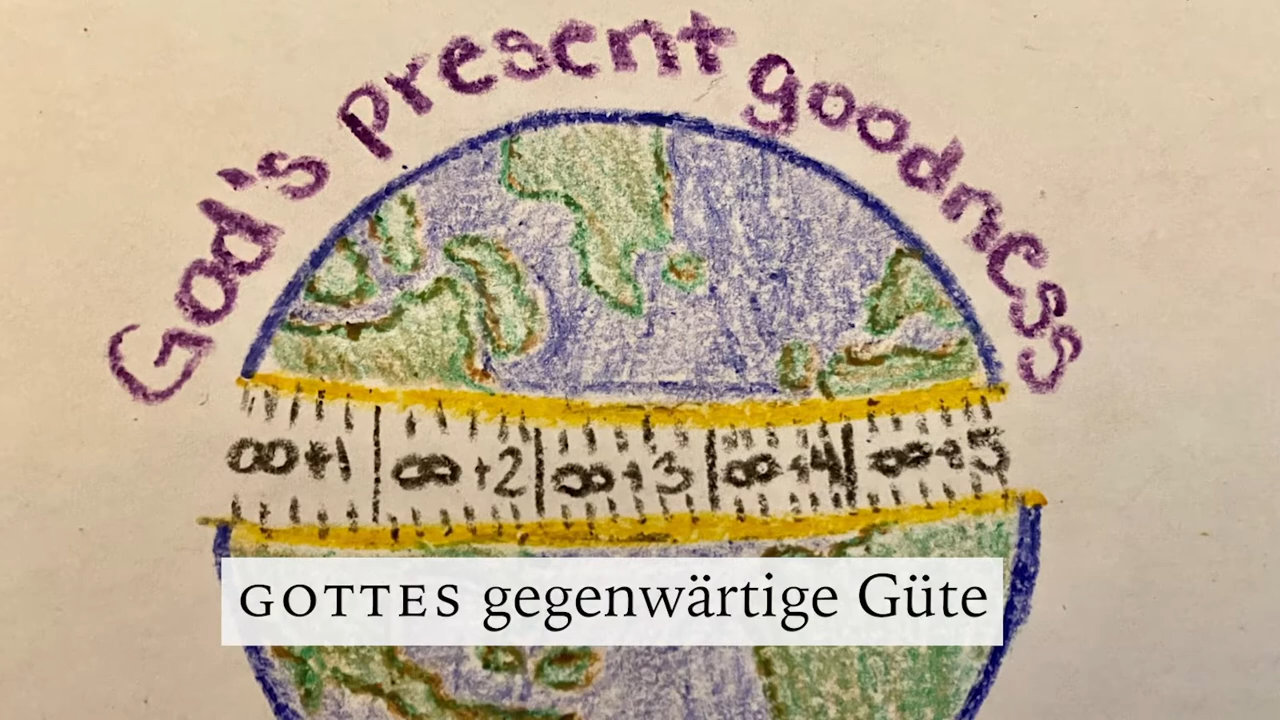 God's present goodness
∞+1 ∞+2 ∞+3 ∞+4 ∞+5
GOTTES gegenwärtige Güte